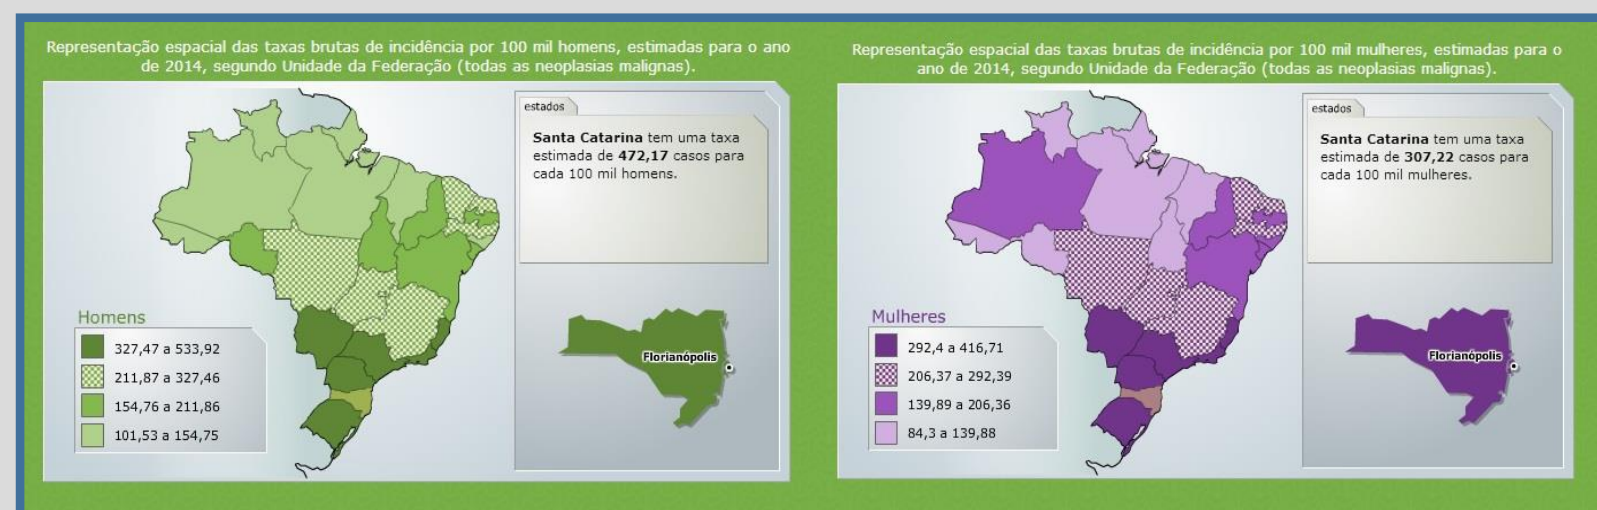 Representação espacial das taxas brutas de incidência por 100 mil homens, estimadas para o ano
de 2014, segundo Unidade da Federação (todas as neoplasias malignas).
estados
Santa Catarina tem uma taxa
estimada de 472,17 casos para
cada 100 mil homens.
Homens
327,47 a 533,92
211,87 a 327,46
154,76 a 211,86
101,53 a 154,75
Florianópolis
Representação espacial das taxas brutas de incidência por 100 mil mulheres, estimadas para o
ano de 2014, segundo Unidade da Federação (todas as neoplasias malignas).
estados
Santa Catarina tem uma taxa
estimada de 307,22 casos para
cada 100 mil mulheres.
Mulheres
292,4 a 416,71
206,37 a 292,39
139,89 a 206,36
84,3 a 139,88
Florianópolis